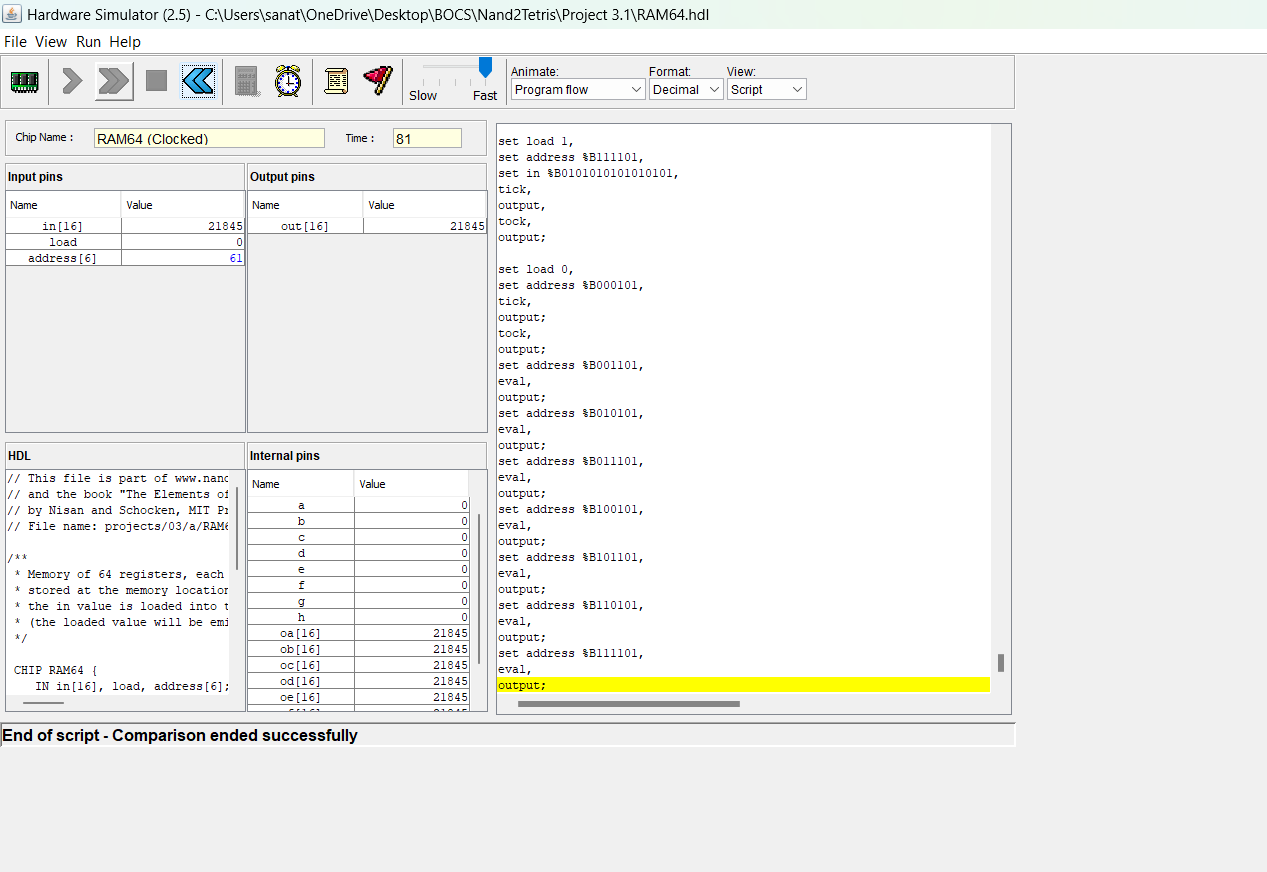 Hardware Simulator (2.5) - C:\Users\sanat\OneDrive\Desktop\BOCS\Nand2Tetris\Project 3.1\RAM64.hdl
File View Run Help
Slow Fast
Animate:
Program flow
Format:
Decimal
View:
Script
Chip Name : RAM64 (Clocked) Time : 81
Input pins
Name Value
in[16] 21845
load 0
address[6] 61
Output pins
Name Value
out[16] 21845
HDL
// This file is part of www.nand
// and the book "The Elements of
// by Nisan and Schocken, MIT Pr
// File name: projects/03/a/RAM6
/**
* Memory of 64 registers, each
* stored at the memory location
* the in value is loaded into t
* (the loaded value will be emi
*/
CHIP RAM64 {
IN in[16], load, address[6];
Internal pins
Name Value
a 0
b 0
c 0
d 0
e 0
f 0
g 0
h 0
oa[16] 21845
ob[16] 21845
oc[16] 21845
od[16] 21845
oe[16] 21845
set load 1,
set address %B111101,
set in %B0101010101010101,
tick,
output,
tock,
output;
set load 0,
set address %B000101,
tick,
output;
tock,
output;
set address %B001101,
eval,
output;
set address %B010101,
eval,
output;
set address %B011101,
eval,
output;
set address %B100101,
eval,
output;
set address %B101101,
eval,
output;
set address %B110101,
eval,
output;
set address %B111101,
eval,
output;
End of script - Comparison ended successfully